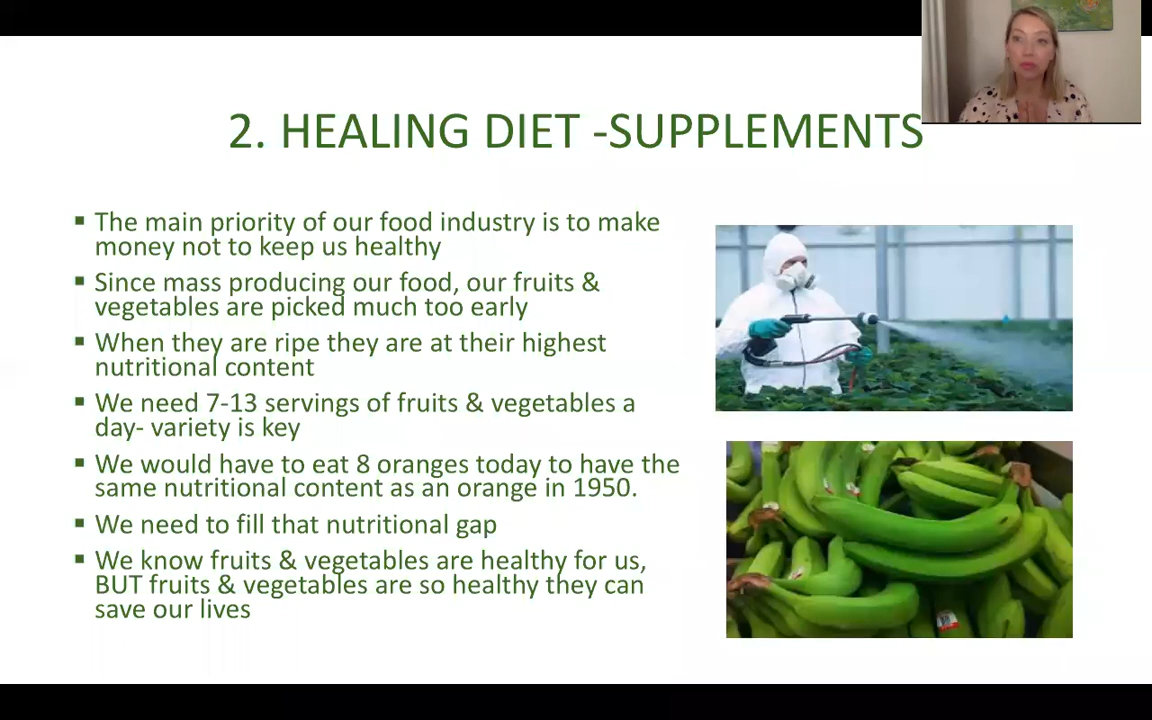 2. HEALING DIET -SUPPLEMENTS
▪ The main priority of our food industry is to make
money not to keep us healthy
▪ Since mass producing our food, our fruits &
vegetables are picked much too early
▪ When they are ripe they are at their highest
nutritional content
▪ We need 7-13 servings of fruits & vegetables a
day- variety is key
▪ We would have to eat 8 oranges today to have the
same nutritional content as an orange in 1950.
▪ We need to fill that nutritional gap
▪ We know fruits & vegetables are healthy for us,
BUT fruits & vegetables are so healthy they can
save our lives